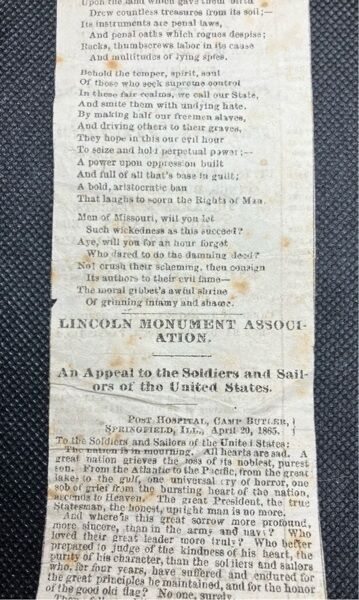 Upon the land which gave them birth
Drew countless treasures from its soil;—
Its instruments are penal laws,
And penal oaths which rogues despise;
Racks, thumbscrews labor in its cause
And multitudes of lying spies.
Behold the temper, spirit, soul
Of those who seek supreme control
In these fair realms, we call our State,
And smite them with undying hate.
By making half our freemen slaves,
And driving others to their graves,
They hope in this our evil hour
To seize and hold perpetual power;—
A power upon oppression built
And full of all that's base in guilt;
A bold, aristocratic ban
That laughs to scorn the Rights of Man.
Men of Missouri, will you let
Such wickedness as this succeed?
Aye, will you for an hour forget
Who dared to do the damning deed?
Not crush their scheming, then consign
Its authors to their evil fame—
The moral gibbet's awful shrine
Of grinning infamy and shame.
LINCOLN MONUMENT ASSOCI-
ATION.
An Appeal to the Soldiers and Sail-
ors of the United States.
POST HOSPITAL, CAMP BUTLER,
SPRINGFIELD, ILL., April 20, 1865.
To the Soldiers and Sailors of the United States:
The nation is in mourning. All hearts are sad. A
great nation grieves the loss of its noblest, purest
son. From the Atlantic to the Pacific, from the great
lakes to the gulf, one universal cry of horror, one
sob of grief from the bursting heart of the nation,
ascends to Heaven. The great President, the true
Statesman, the honest, upright man is no more.
And where is this great sorrow more profound,
more sincere, than in the army and navy? Who
loved their great leader more truly? Who better
prepared to judge of the kindness of his heart, the
purity of his character, than the soldiers and sailors
who, for four years, have suffered and endured for
the great principles he maintained, and for the honor
of the good old flag? No one, surely.